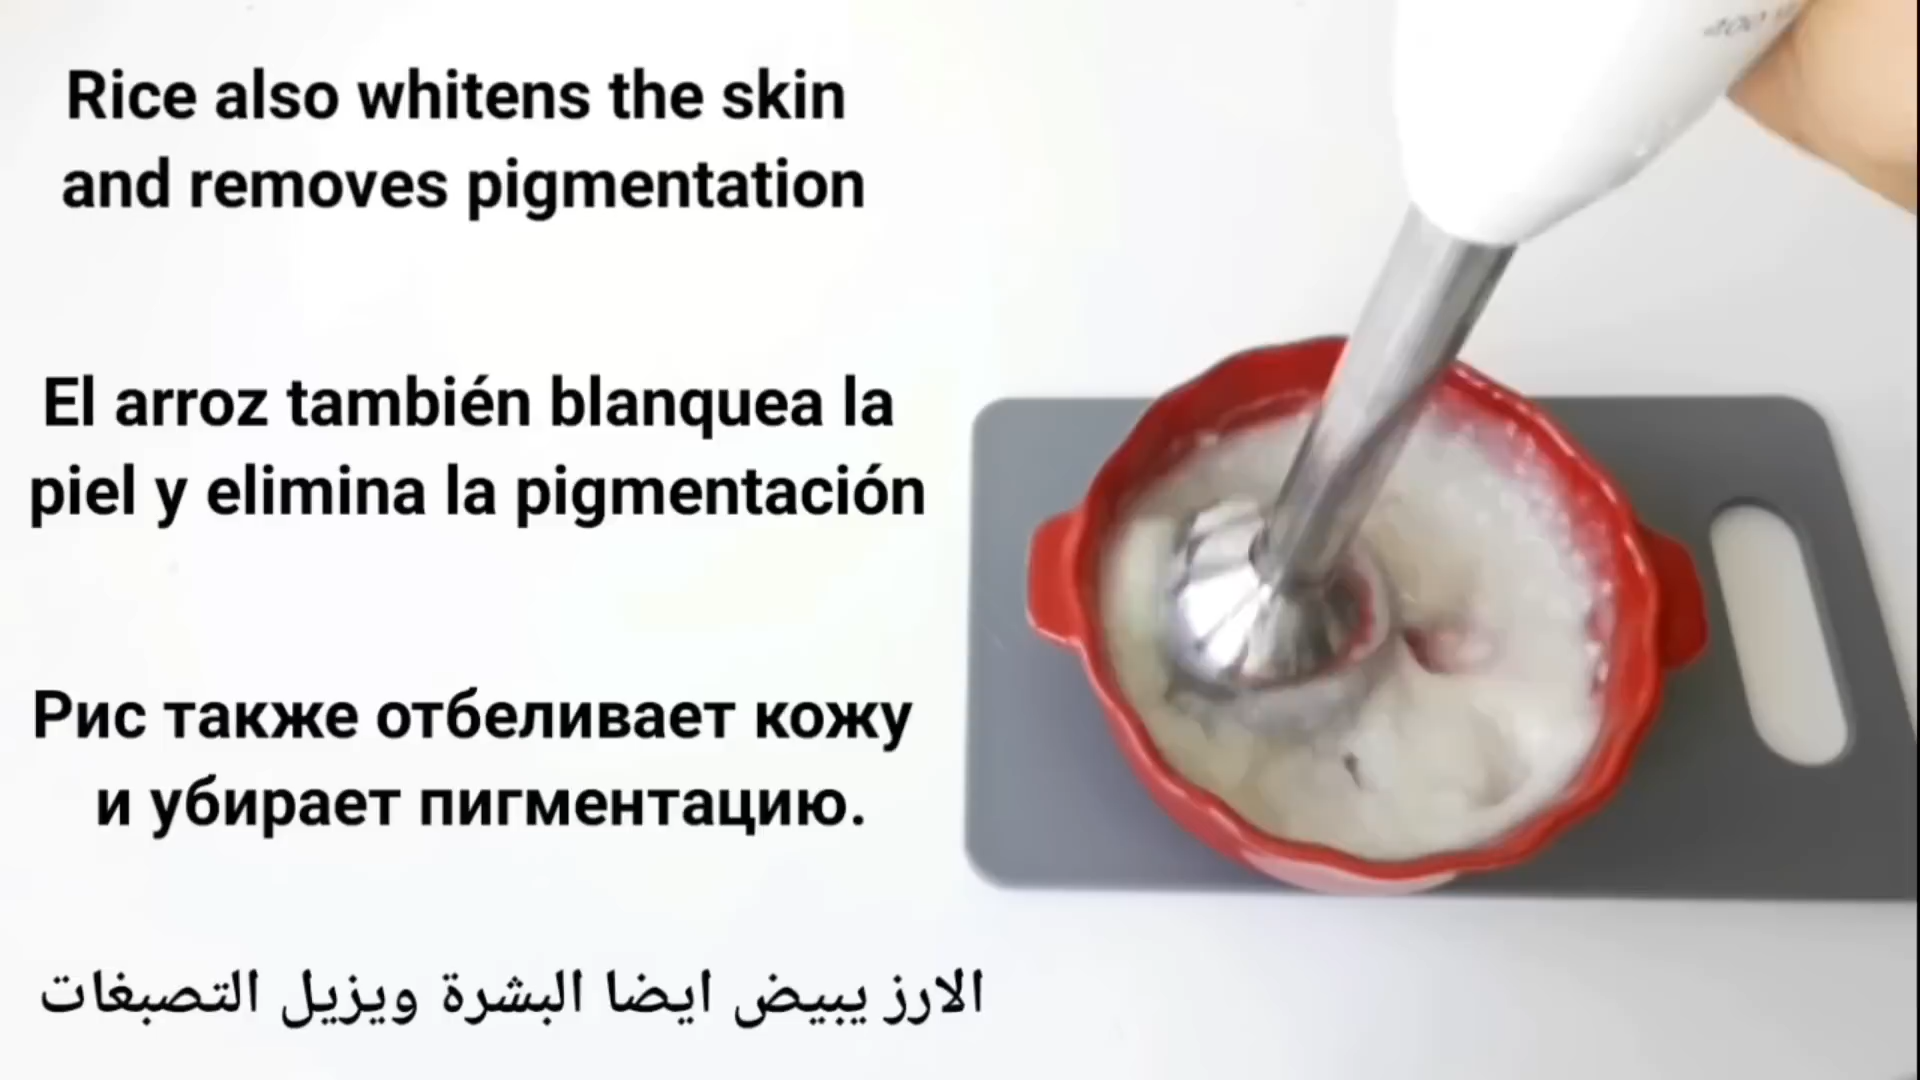 Rice also whitens the skin
and removes pigmentation
El arroz también blanquea la
piel y elimina la pigmentación
Рис также отбеливает кожу
и убирает пигментацию.
الارز يبيض ايضا البشرة ويزيل التصبغات